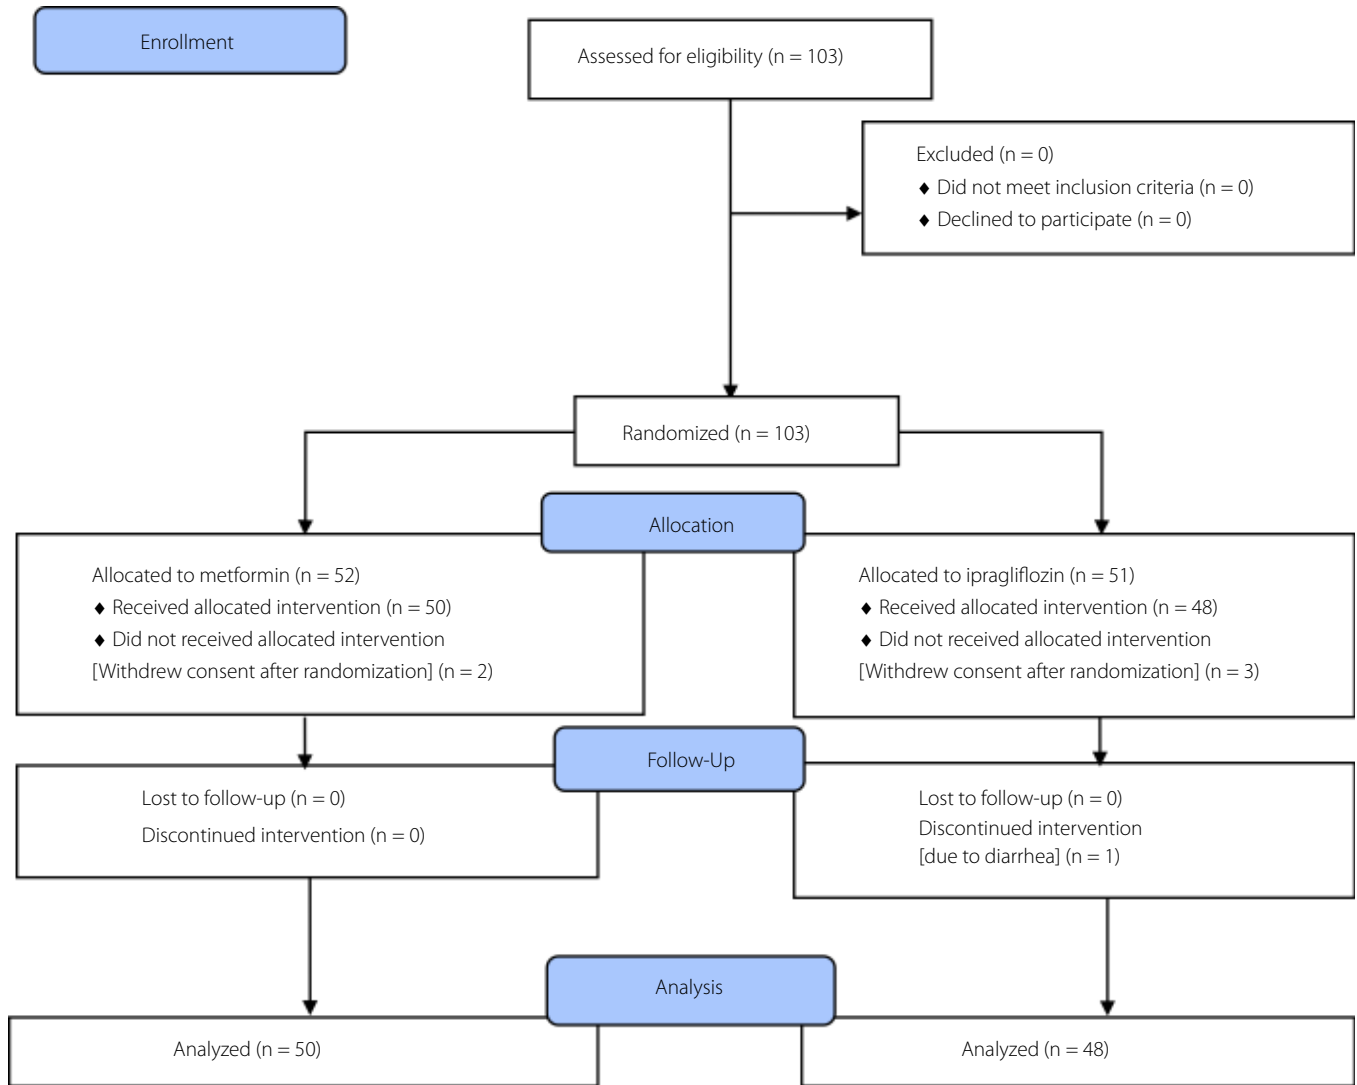 Enrollment
Assessed for eligibility (n = 103)
Excluded (n = 0)
♦ Did not meet inclusion criteria (n = 0)
♦ Declined to participate (n = 0)
Randomized (n = 103)
Allocation
Allocated to metformin (n = 52)
♦ Received allocated intervention (n = 50)
♦ Did not received allocated intervention
[Withdrew consent after randomization] (n = 2)
Allocated to ipragliflozin (n = 51)
♦ Received allocated intervention (n = 48)
♦ Did not received allocated intervention
[Withdrew consent after randomization] (n = 3)
Follow-Up
Lost to follow-up (n = 0)
Discontinued intervention (n = 0)
Lost to follow-up (n = 0)
Discontinued intervention
[due to diarrhea] (n = 1)
Analysis
Analyzed (n = 50)
Analyzed (n = 48)